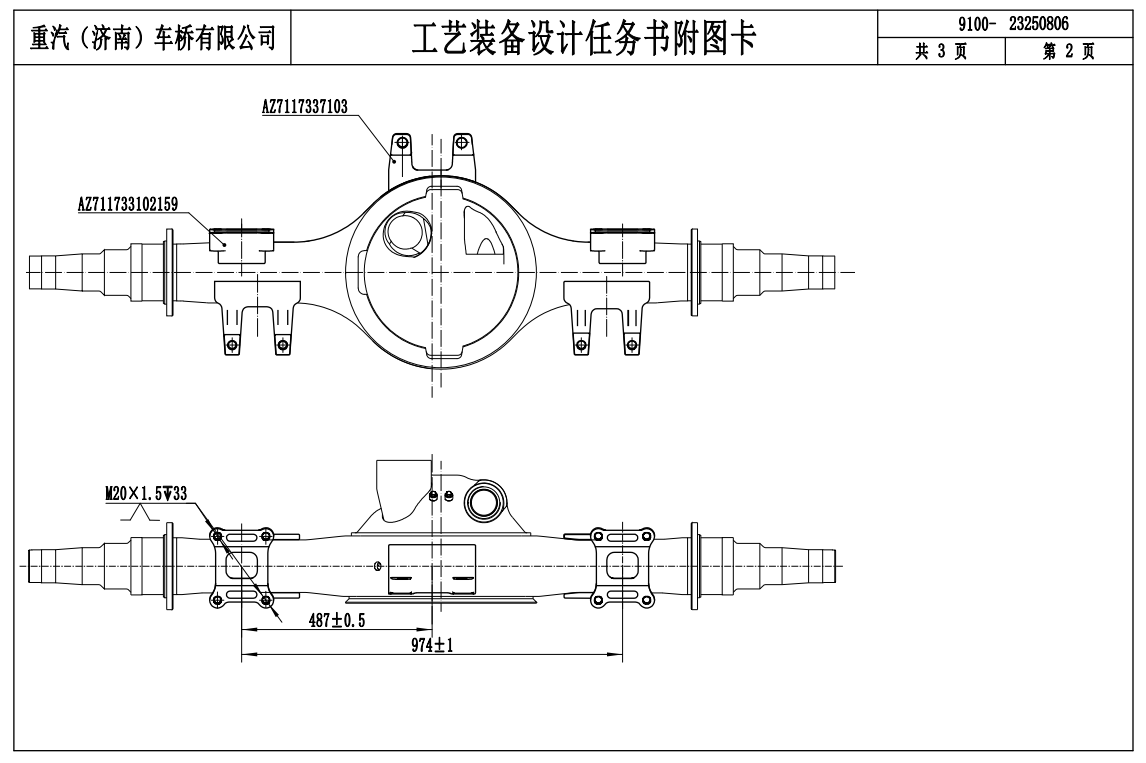 重汽（济南）车桥有限公司
工艺装备设计任务书附图卡
9100- 23250806
共 3 页
第 2 页
AZ7117337103
AZ711733102159
M20×1.5↧33
487±0.5
974±1